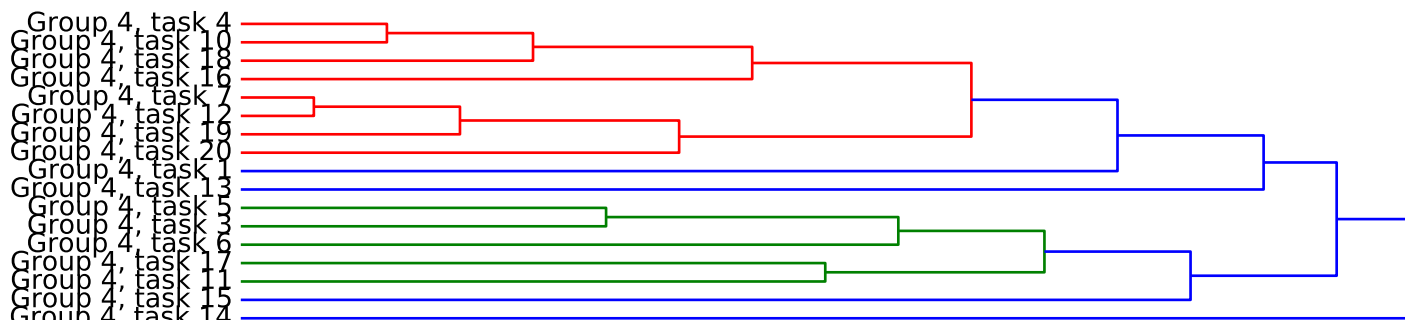 Group 4, task 4
Group 4, task 10
Group 4, task 18
Group 4, task 16
Group 4, task 7
Group 4, task 12
Group 4, task 19
Group 4, task 20
Group 4, task 1
Group 4, task 13
Group 4, task 5
Group 4, task 3
Group 4, task 6
Group 4, task 17
Group 4, task 11
Group 4, task 15
Group 4, task 14